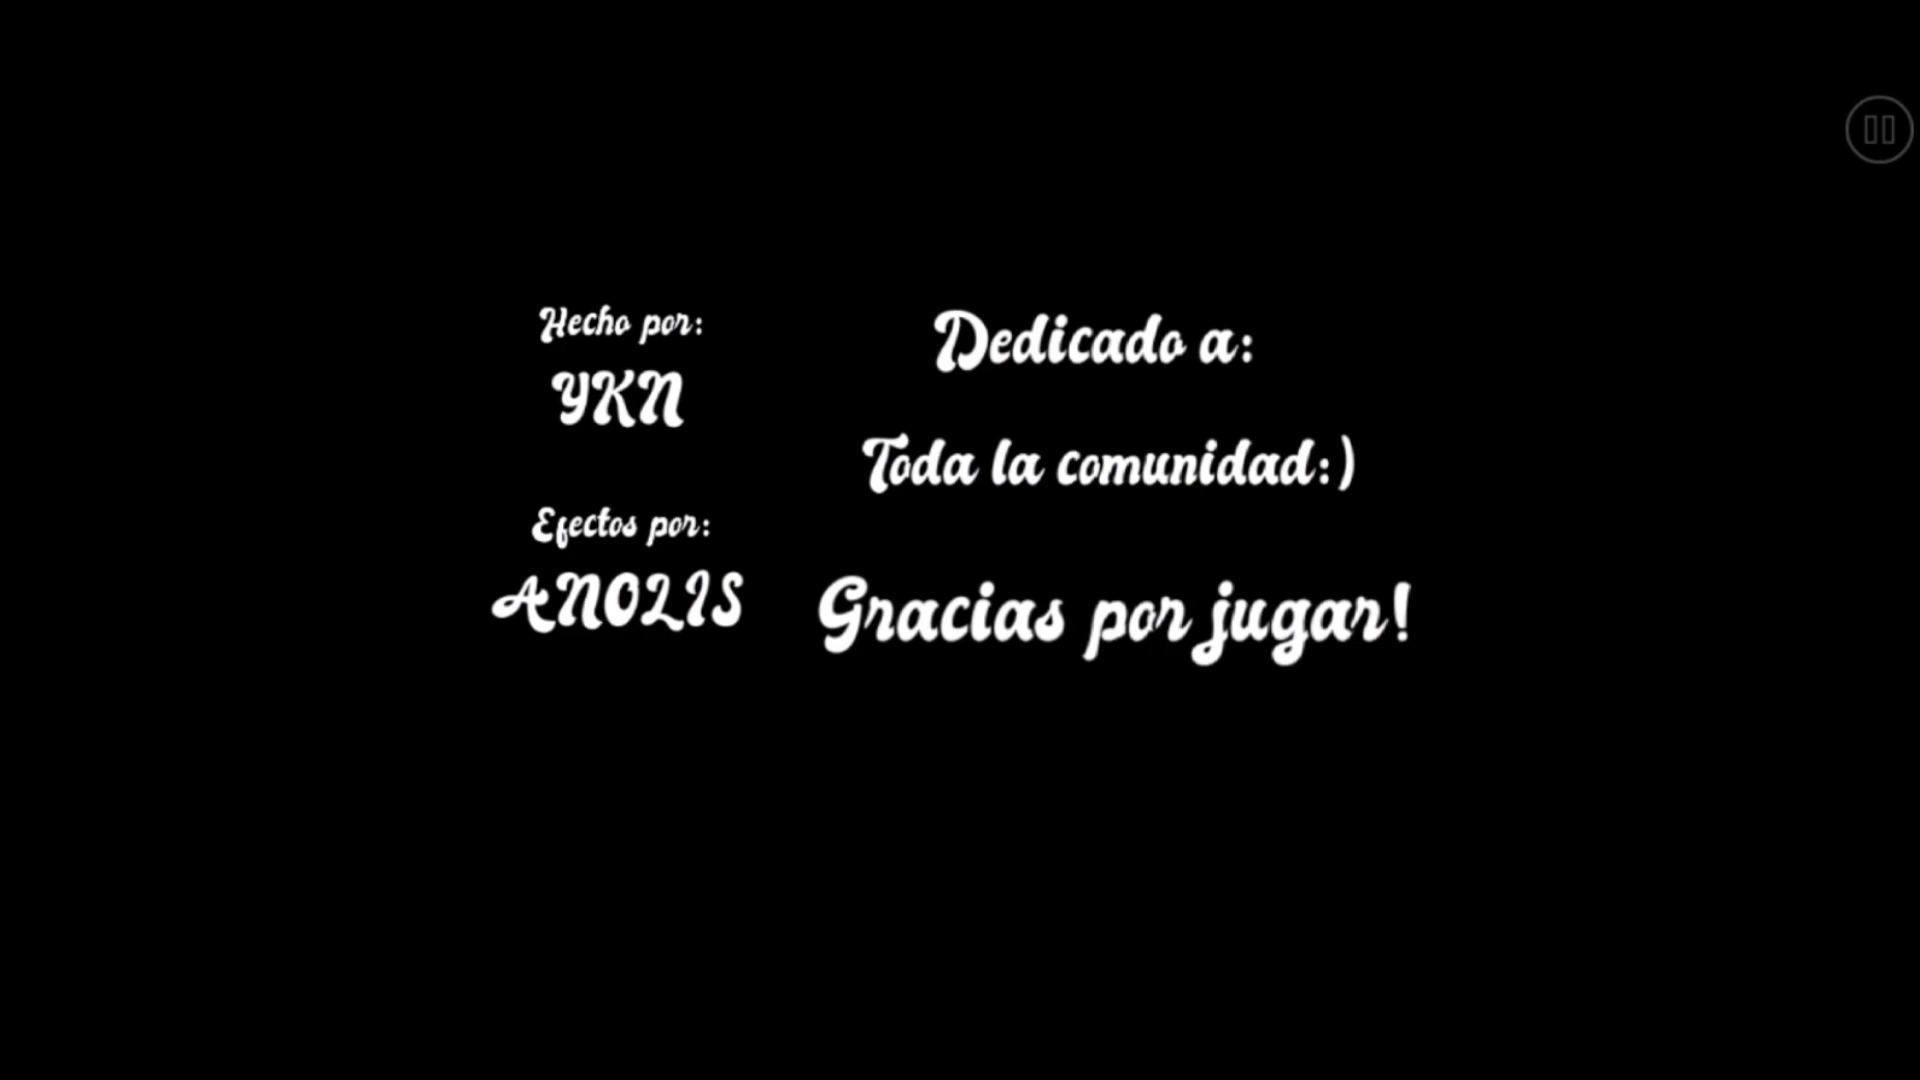 Hecho por:
YKN
Efectos por:
ANOLIS
Dedicado a:
Toda la comunidad:)
Gracias por jugar!